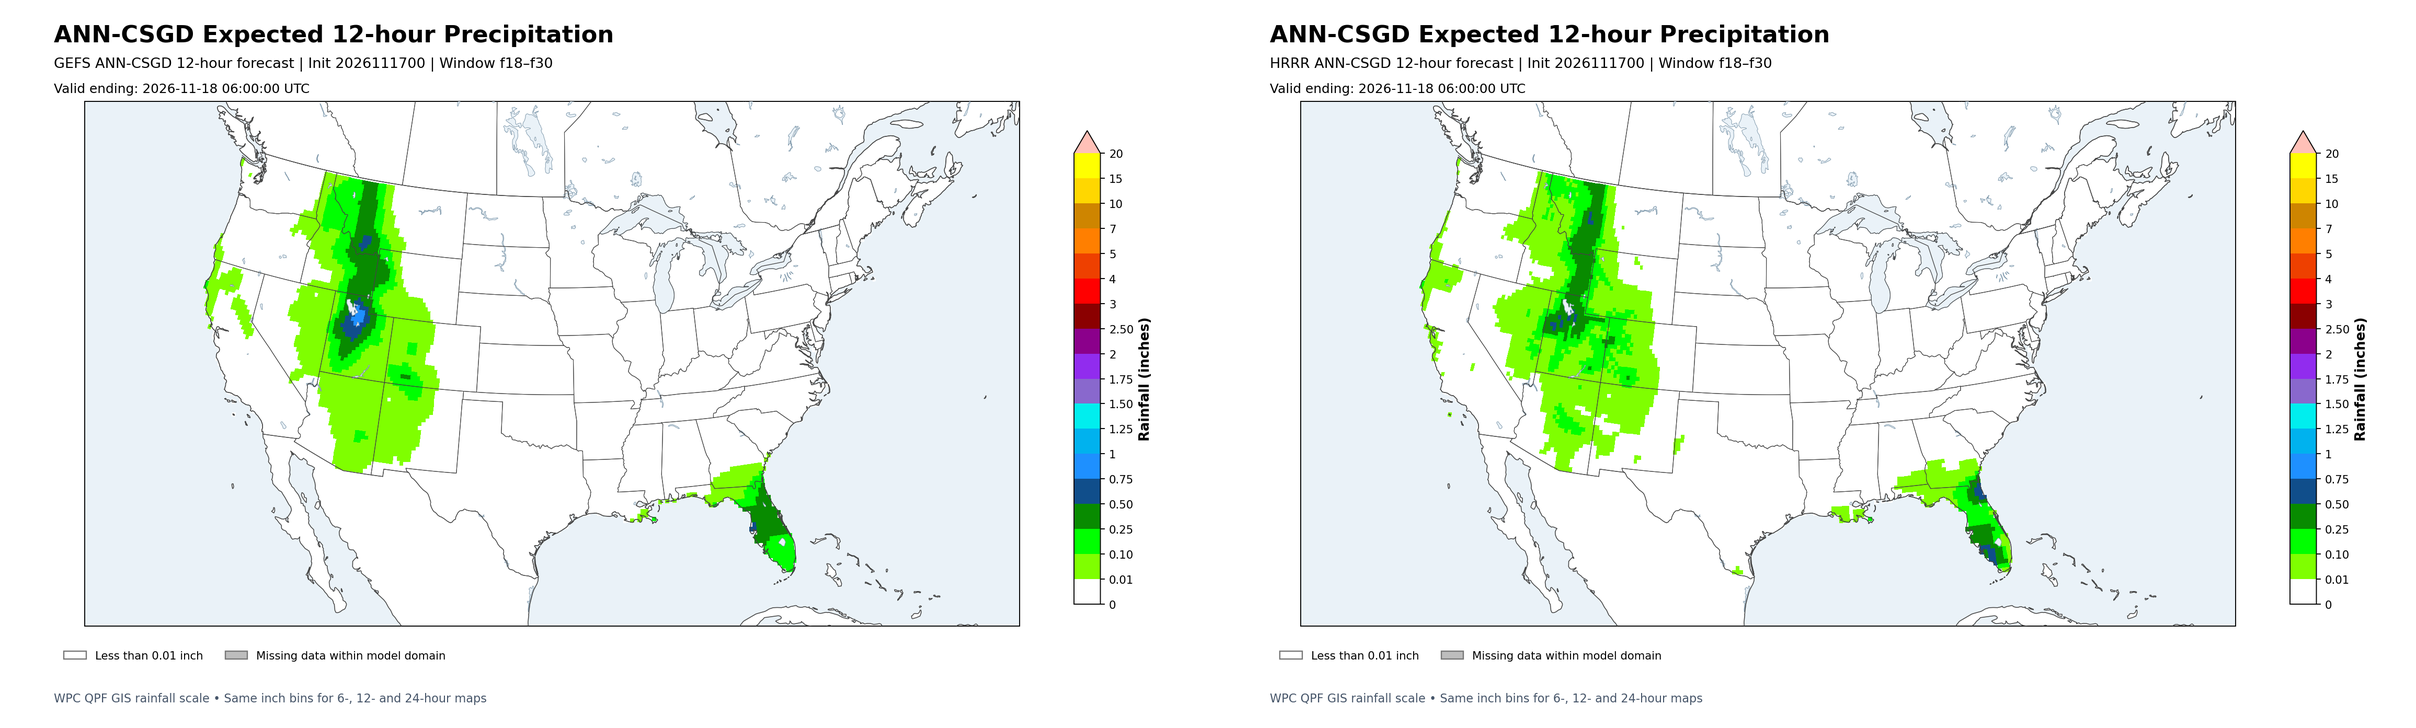 ANN-CSGD Expected 12-hour Precipitation
GEFS ANN-CSGD 12-hour forecast | Init 2026111700 | Window f18–f30
Valid ending: 2026-11-18 06:00:00 UTC
20
15
10
7
5
4
3
2.50
2
1.75
1.50
1.25
1
0.75
0.50
0.25
0.10
0.01
0
Rainfall (inches)
Less than 0.01 inch
Missing data within model domain
WPC QPF GIS rainfall scale • Same inch bins for 6-, 12- and 24-hour maps
ANN-CSGD Expected 12-hour Precipitation
HRRR ANN-CSGD 12-hour forecast | Init 2026111700 | Window f18–f30
Valid ending: 2026-11-18 06:00:00 UTC
20
15
10
7
5
4
3
2.50
2
1.75
1.50
1.25
1
0.75
0.50
0.25
0.10
0.01
0
Rainfall (inches)
Less than 0.01 inch
Missing data within model domain
WPC QPF GIS rainfall scale • Same inch bins for 6-, 12- and 24-hour maps